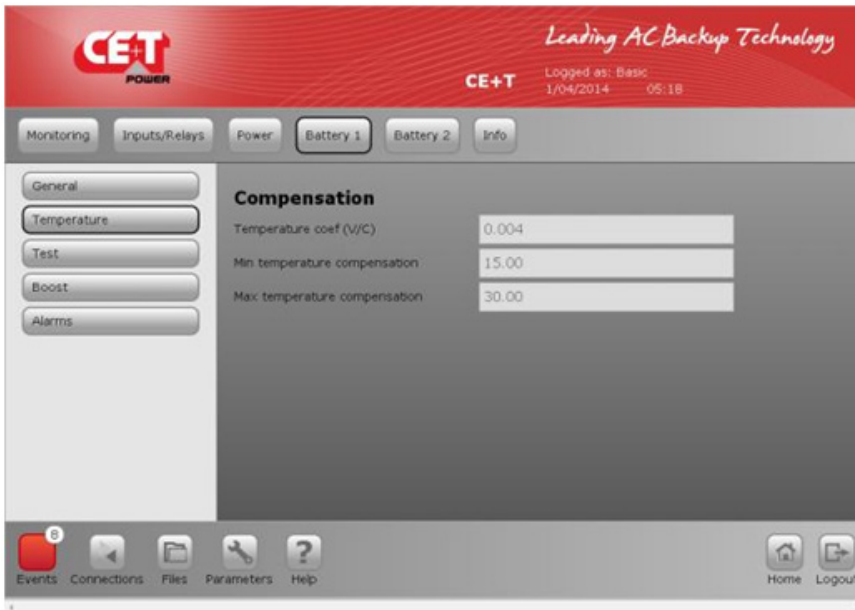 CE+T
POWER
Leading AC Backup Technology
CE+T
Logged as: Basic
1/04/2014 05:18
Monitoring Inputs/Relays Power Battery 1 Battery 2 Info
General
Temperature
Test
Boost
Alarms
Compensation
Temperature coef (V/C) 0.004
Min temperature compensation 15.00
Max temperature compensation 30.00
8
Events Connections Files Parameters Help Home Logout